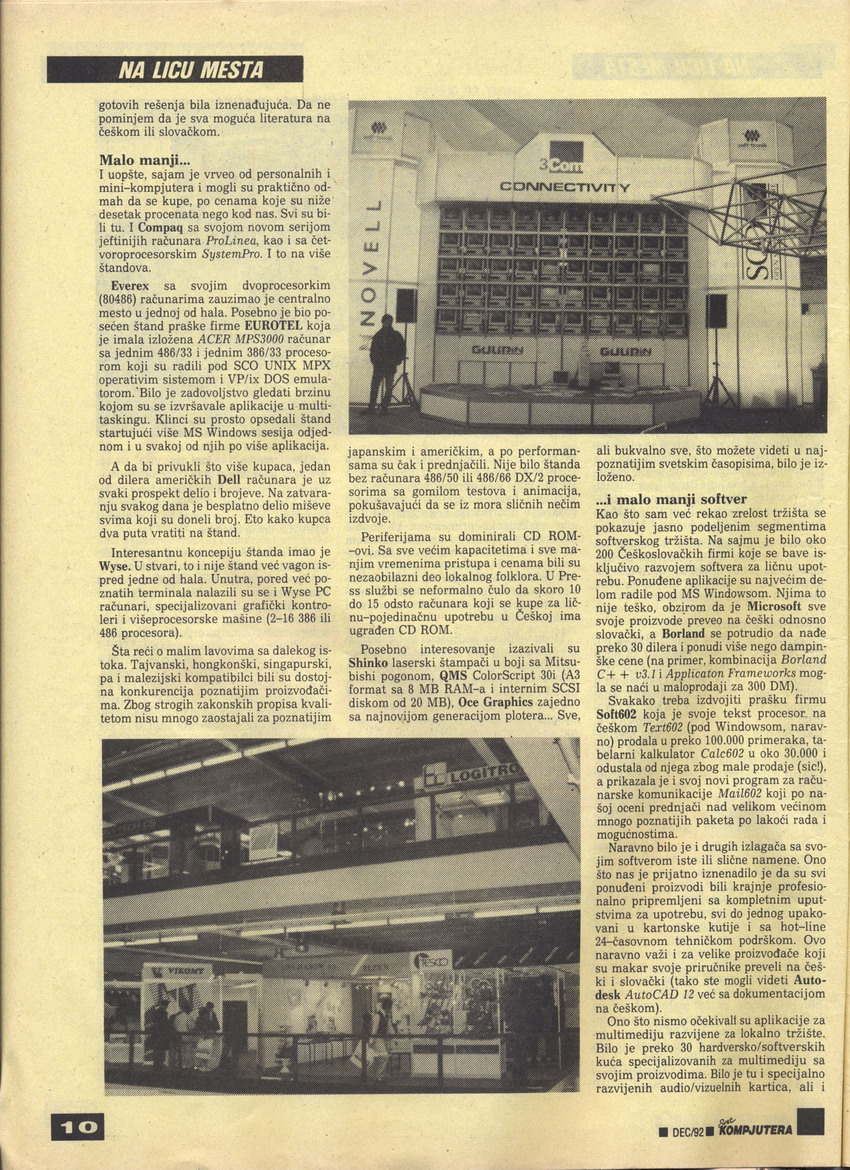 NA LICU MESTA
gotovih rešenja bila iznenađujuća. Da ne
pominjem da je sva moguća literatura na
češkom ili slovačkom.
Malo manji...
I uopšte, sajam je vrveo od personalnih i
mini-kompjutera i mogli su praktično od-
mah da se kupe, po cenama koje su niže
desetak procenata nego kod nas. Svi su bi-
li tu. I Compaq sa svojom novom serijom
jeftinijih računara ProLinea, kao i sa čet-
voroprocesorskim SystemPro. I to na više
štandova.
Everex sa svojim dvoprocesorkim
(80486) računarima zauzimao je centralno
mesto u jednoj od hala. Posebno je bio po-
sećen štand praške firme EUROTEL koja
je imala izložena ACER MPS3000 računar
sa jednim 486/33 i jednim 386/33 proceso-
rom koji su radili pod SCO UNIX MPX
operativim sistemom i VP/ix DOS emula-
torom. Bilo je zadovoljstvo gledati brzinu
kojom su se izvršavale aplikacije u multi-
taskingu. Klinci su prosto opsedali štand
startujući više MS Windows sesija odjed-
nom i u svakoj od njih po više aplikacija.
A da bi privukli što više kupaca, jedan
od dilera američkih Dell računara je uz
svaki prospekt delio i brojeve. Na zatvara-
nju svakog dana je besplatno delio miševe
svima koji su doneli broj. Eto kako kupca
dva puta vratiti na štand.
Interesantnu koncepiju štanda imao je
Wyse. U stvari, to i nije štand već vagon is-
pred jedne od hala. Unutra, pored već po-
znatih terminala nalazili su se i Wyse PC
računari, specijalizovani grafički kontro-
leri i višeprocesorske mašine (2-16 386 ili
486 procesora).
Šta reći o malim lavovima sa dalekog is-
toka. Tajvanski, hongkonški, singapurski,
pa i malezijski kompatibilci bili su dostoj-
na konkurencija poznatijim proizvođači-
ma. Zbog strogih zakonskih propisa kvali-
tetom nisu mnogo zaostajali za poznatijim
NOVELL
3Com
CONNECTIVITY
SCO
GULIPIN
GULIPIN
japanskim i američkim, a po performan-
sama su čak i prednjačili. Nije bilo štanda
bez računara 486/50 ili 486/66 DX/2 proce-
sorima sa gomilom testova i animacija,
pokušavajući da se iz mora sličnih nečim
izdvoje.
Periferijama su dominirali CD ROM-
-ovi. Sa sve većim kapacitetima i sve ma-
njim vremenima pristupa i cenama bili su
nezaobilazni deo lokalnog folklora. U Pre-
ss službi se neformalno čulo da skoro 10
do 15 odsto računara koji se kupe za lič-
nu-pojedinačnu upotrebu u Češkoj ima
ugrađen CD ROM.
Posebno interesovanje izazivali su
Shinko laserski štampači u boji sa Mitsu-
bishi pogonom, QMS ColorScript 30i (A3
format sa 8 MB RAM-a i internim SCSI
diskom od 20 MB), Oce Graphics zajedno
sa najnovijom generacijom plotera... Sve,
ali bukvalno sve, što možete videti u naj-
poznatijim svetskim časopisima, bilo je iz-
loženo.
...i malo manji softver
Kao što sam već rekao zrelost tržišta se
pokazuje jasno podeljenim segmentima
softverskog tržišta. Na sajmu je bilo oko
200 Češkoslovačkih firmi koje se bave is-
ključivo razvojem softvera za ličnu upot-
rebu. Ponuđene aplikacije su najvećim de-
lom radile pod MS Windowsom. Njima to
nije teško, obzirom da je Microsoft sve
svoje proizvode preveo na češki odnosno
slovački, a Borland se potrudio da nađe
preko 30 dilera i ponudi više nego dampin-
ške cene (na primer, kombinacija Borland
C++ v3.1 i Applicaton Frameworks mog-
la se naći u maloprodaji za 300 DM).
Svakako treba izdvojiti prašku firmu
Soft602 koja je svoje tekst procesor na
češkom Text602 (pod Windowsom, narav-
no) prodala u preko 100.000 primeraka, ta-
belarni kalkulator Calc602 u oko 30.000 i
odustala od njega zbog male prodaje (sic!),
a prikazala je i svoj novi program za raču-
narske komunikacije Mail602 koji po na-
šoj oceni prednjači nad velikom većinom
mnogo poznatijih paketa po lakoći rada i
mogućnostima.
Naravno bilo je i drugih izlagača sa svo-
jim softverom iste ili slične namene. Ono
što nas je prijatno iznenadilo je da su svi
ponuđeni proizvodi bili krajnje profesio-
nalno pripremljeni sa kompletnim uput-
stvima za upotrebu, svi do jednog upako-
vani u kartonske kutije i sa hot-line
24-časovnom tehničkom podrškom. Ovo
naravno važi i za velike proizvođače koji
su makar svoje priručnike preveli na češ-
ki i slovački (tako ste mogli videti Auto-
desk AutoCAD 12 već sa dokumentacijom
na češkom).
Ono što nismo očekivali su aplikacije za
multimediju razvijene za lokalno tržište.
Bilo je preko 30 hardversko/softverskih
kuća specijalizovanih za multimediju sa
svojim proizvodima. Bilo je tu i specijalno
razvijenih audio/vizuelnih kartica, ali i
LOGITRO
VIKONT
PLZEN
TESCO
10
DEC/92 Svet KOMPJUTERA